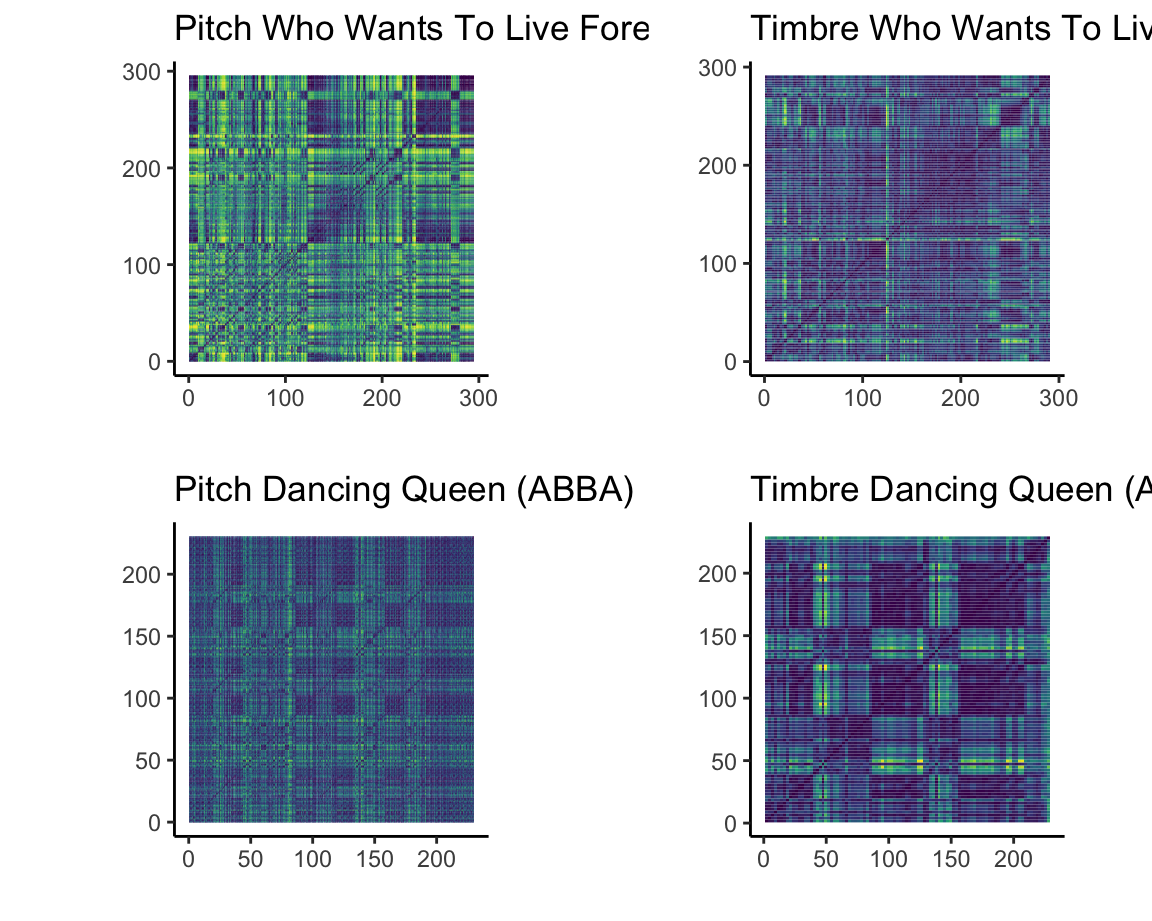 Pitch Who Wants To Live Fore
300
200
100
0
0 100 200 300
Timbre Who Wants To Liv
300
200
100
0
0 100 200 300
Pitch Dancing Queen (ABBA)
200
150
100
50
0
0 50 100 150 200
Timbre Dancing Queen (A
200
150
100
50
0
0 50 100 150 200